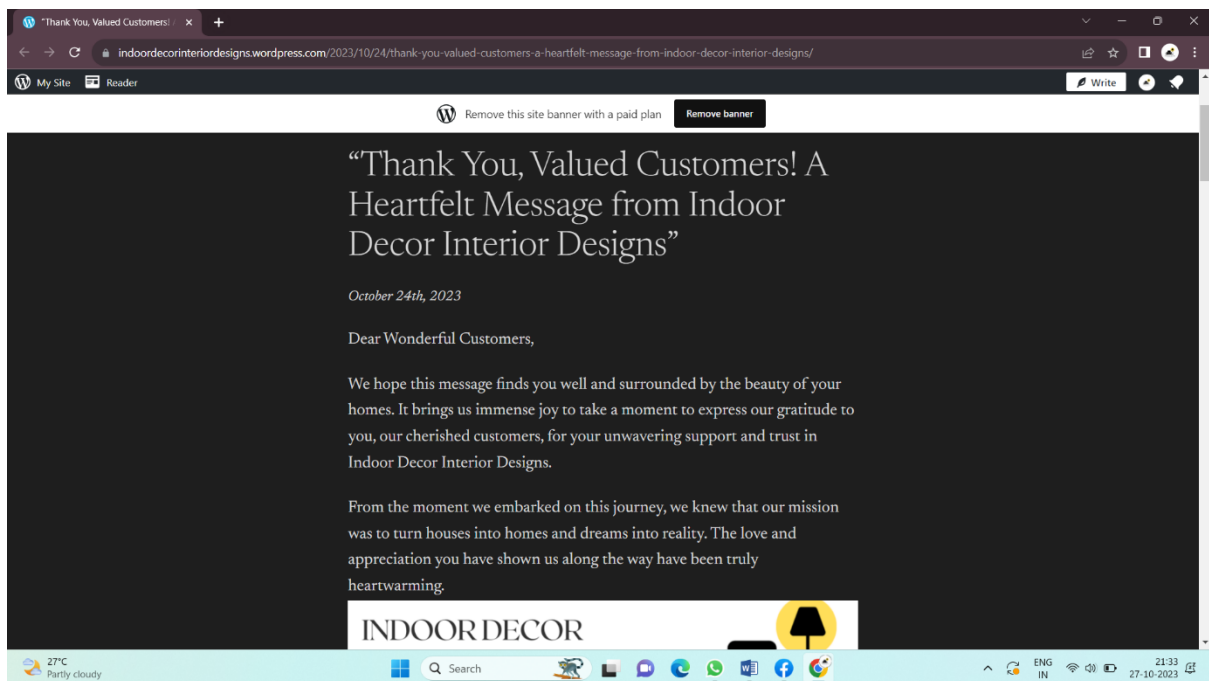 "Thank You, Valued Customers! A
indoordecorinteriordesigns.wordpress.com/2023/10/24/thank-you-valued-customers-a-heartfelt-message-from-indoor-decor-interior-designs/
My Site Reader Write
Remove this site banner with a paid plan Remove banner
“Thank You, Valued Customers! A
Heartfelt Message from Indoor
Decor Interior Designs”
October 24th, 2023
Dear Wonderful Customers,
We hope this message finds you well and surrounded by the beauty of your
homes. It brings us immense joy to take a moment to express our gratitude to
you, our cherished customers, for your unwavering support and trust in
Indoor Decor Interior Designs.
From the moment we embarked on this journey, we knew that our mission
was to turn houses into homes and dreams into reality. The love and
appreciation you have shown us along the way have been truly
heartwarming.
INDOOR DECOR
27°C
Partly cloudy
Search
ENG
IN
21:33
27-10-2023